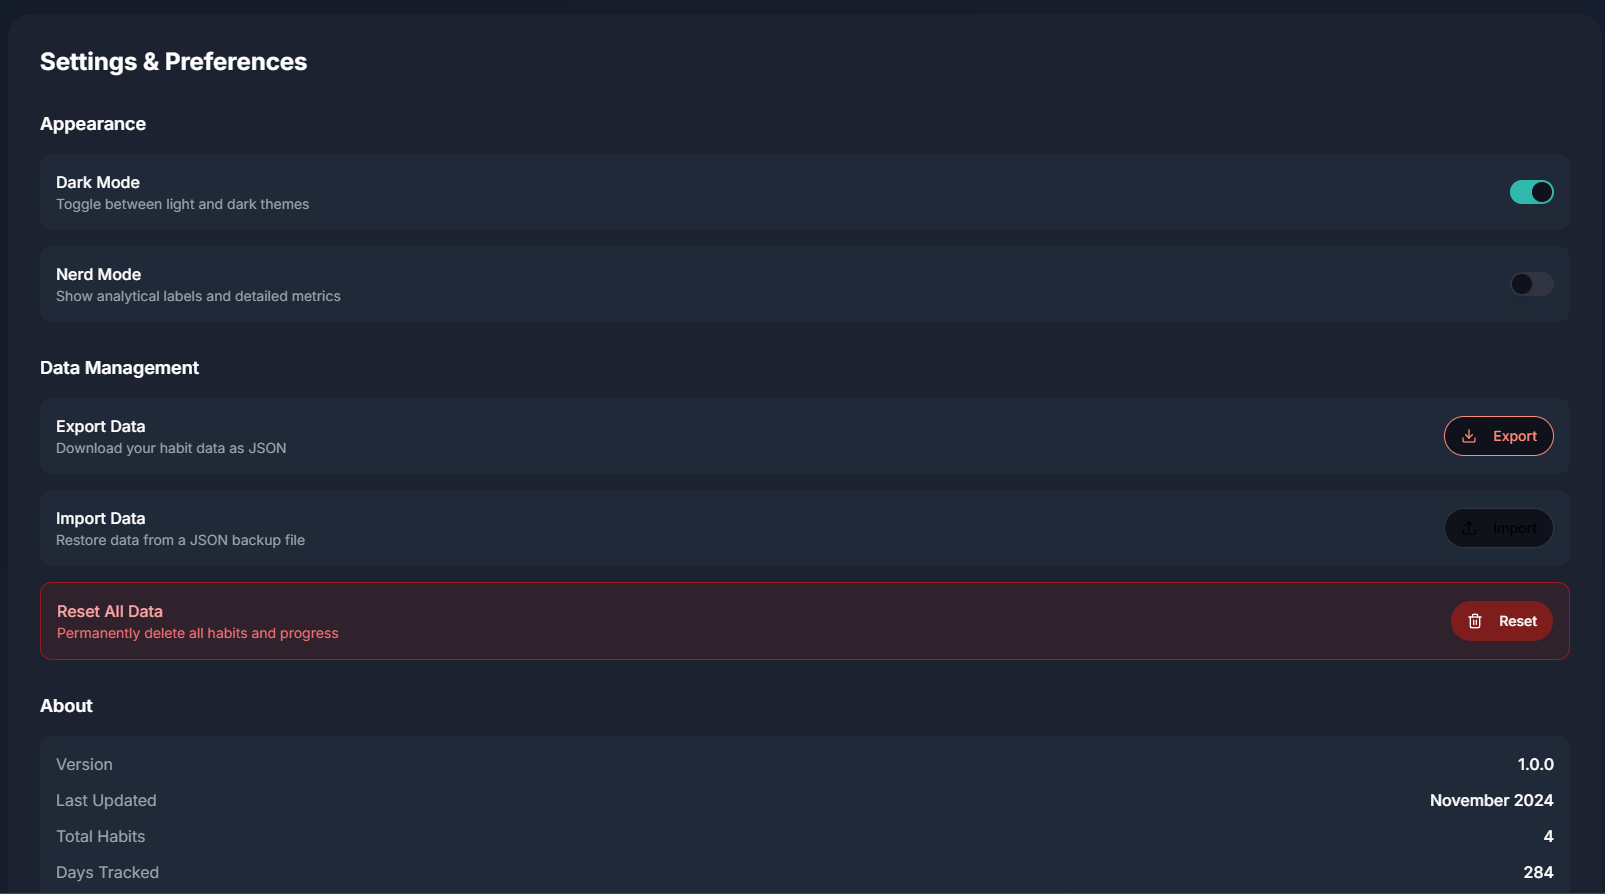 Settings & Preferences
Appearance
Dark Mode
Toggle between light and dark themes
Nerd Mode
Show analytical labels and detailed metrics
Data Management
Export Data
Download your habit data as JSON
Export
Import Data
Restore data from a JSON backup file
Import
Reset All Data
Permanently delete all habits and progress
Reset
About
Version 1.0.0
Last Updated November 2024
Total Habits 4
Days Tracked 284